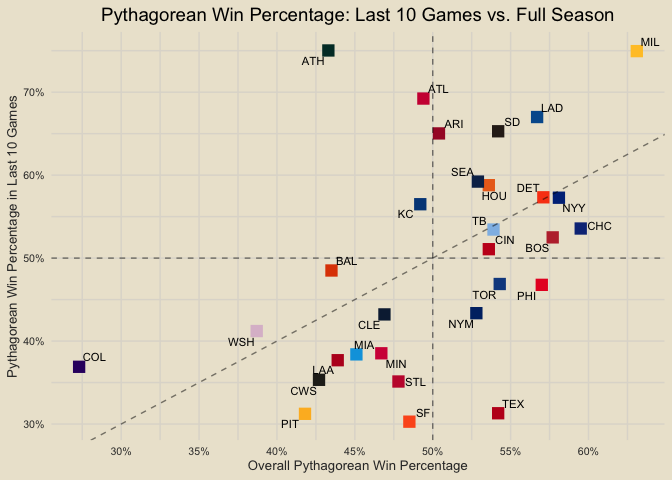 Pythagorean Win Percentage: Last 10 Games vs. Full Season
Pythagorean Win Percentage in Last 10 Games
70%
60%
50%
40%
30%
MIL
ATH
ATL
LAD
SD
ARI
SEA
DET
HOU
NYY
KC
TB
CHC
CIN
BOS
BAL
TOR
PHI
CLE
NYM
WSH
MIA
COL
MIN
LAA
STL
CWS
TEX
SF
PIT
30%
35%
40%
45%
50%
55%
60%
Overall Pythagorean Win Percentage